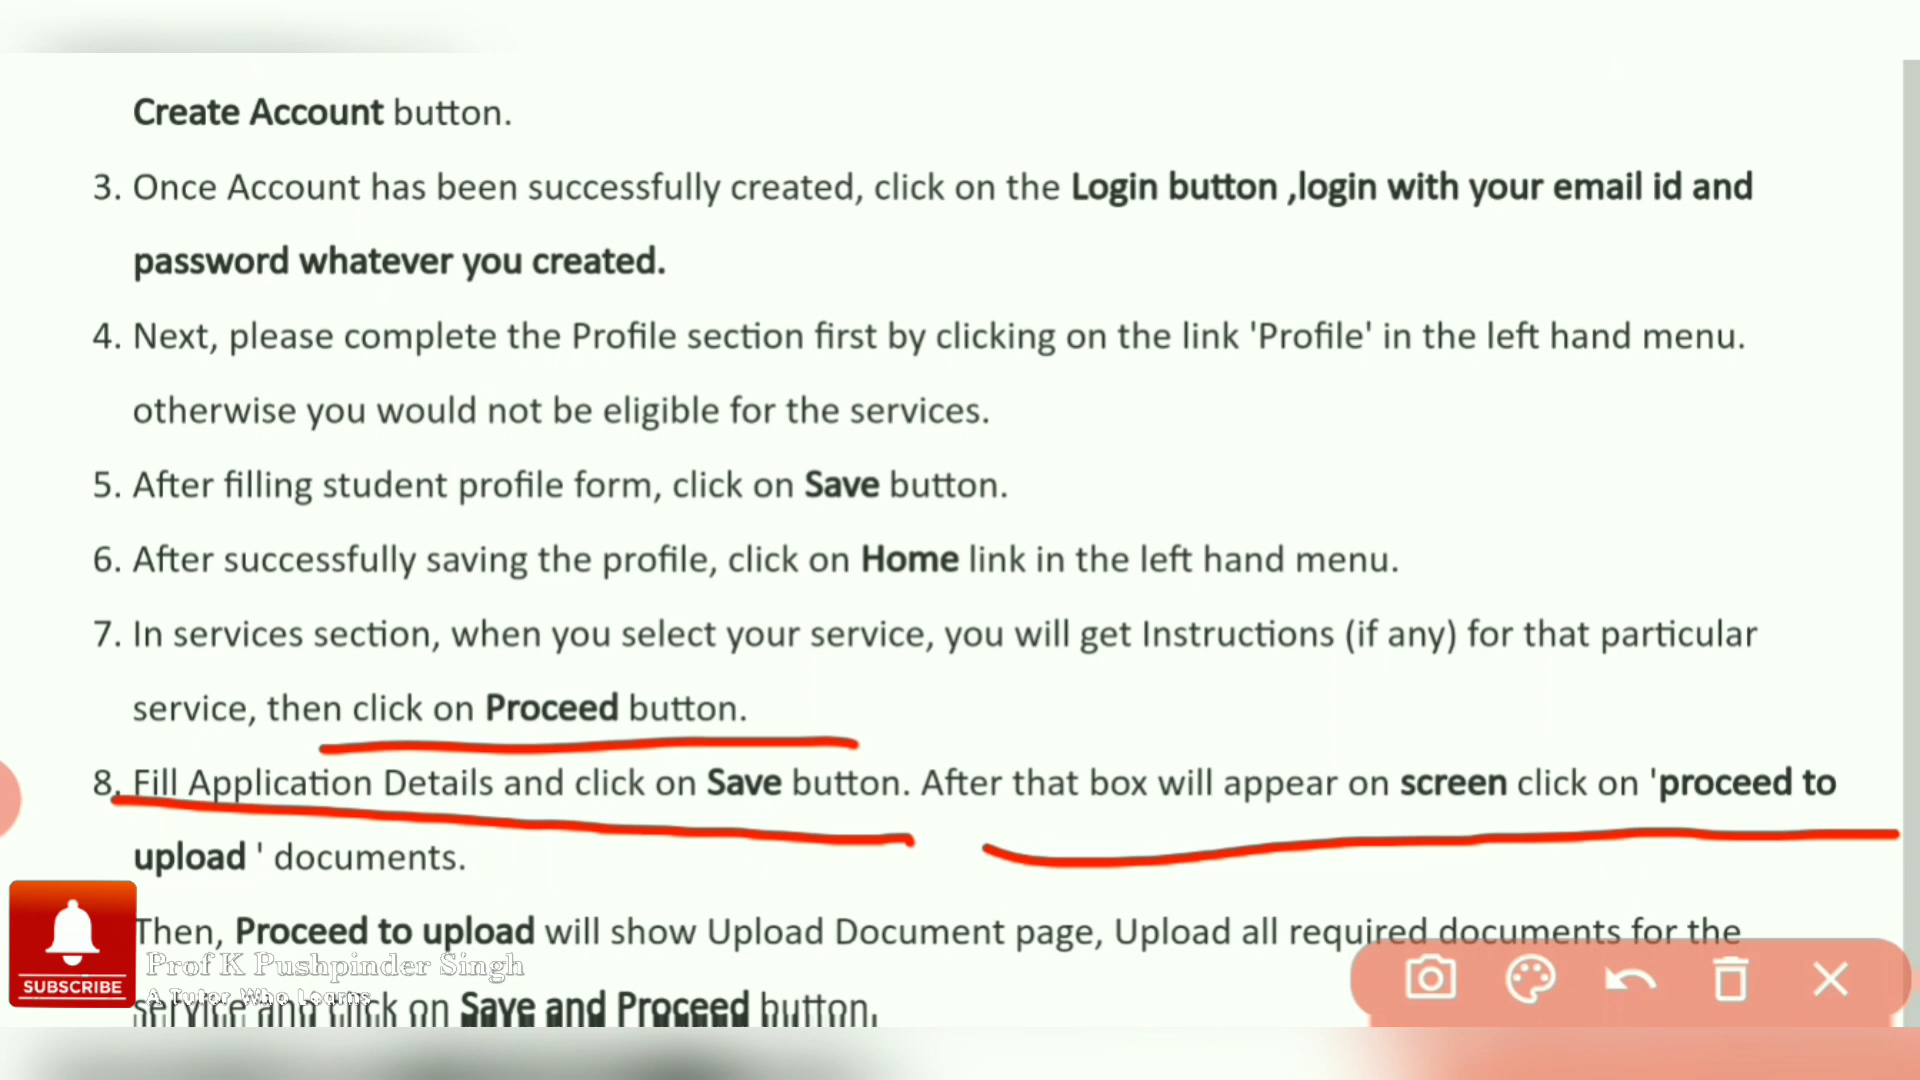 Create Account button.
3. Once Account has been successfully created, click on the Login button ,login with your email id and
password whatever you created.
4. Next, please complete the Profile section first by clicking on the link 'Profile' in the left hand menu.
otherwise you would not be eligible for the services.
5. After filling student profile form, click on Save button.
6. After successfully saving the profile, click on Home link in the left hand menu.
7. In services section, when you select your service, you will get Instructions (if any) for that particular
service, then click on Proceed button.
8. Fill Application Details and click on Save button. After that box will appear on screen click on 'proceed to
upload ' documents.
Then, Proceed to upload will show Upload Document page, Upload all required documents for the
Prof K Pushpinder Singh
SUBSCRIBE
A Tutor Who Learns
service and click on Save and Proceed button.